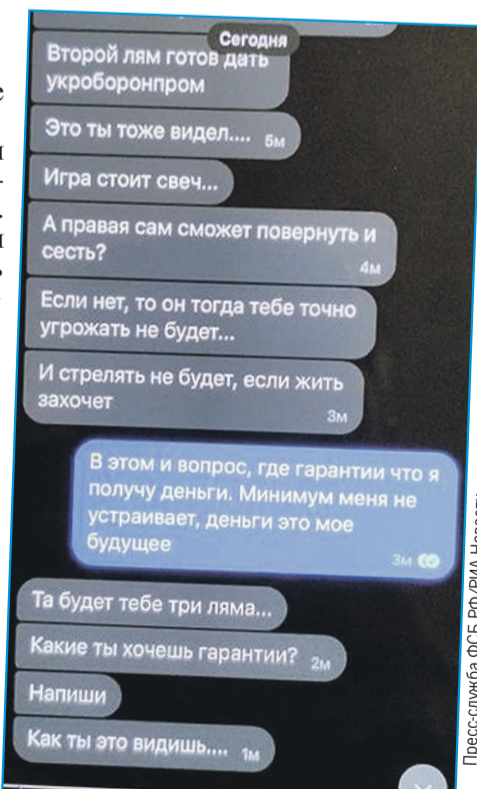 Сегодня
Второй лям готов дать
укроборонпром
Это ты тоже видел.... 5м
Игра стоит свеч...
А правая сам сможет повернуть и
сесть?
4м
Если нет, то он тогда тебе точно
угрожать не будет...
И стрелять не будет, если жить
захочет
3м
В этом и вопрос, где гарантии что я
получу деньги. Минимум меня не
устраивает, деньги это мое
будущее
3м
Та будет тебе три ляма...
Какие ты хочешь гарантии? 2м
Напиши
Как ты это видишь.... 1м
Пресс-служба ФСБ РФ/РИА Новости